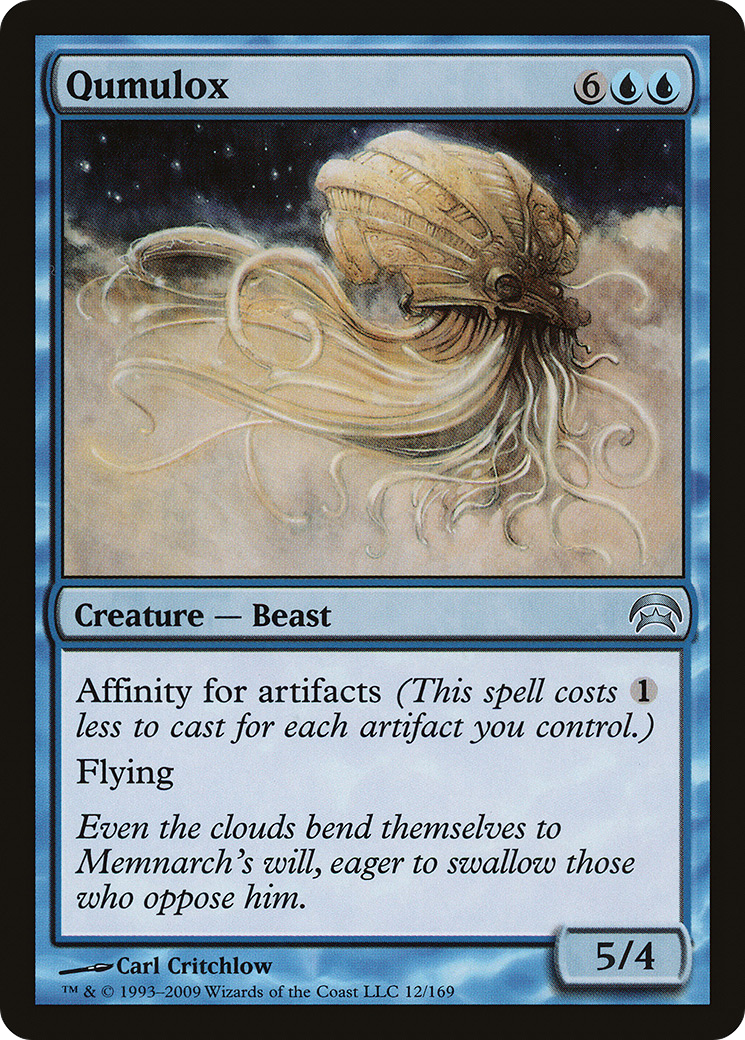 Qumulox 6
Creature — Beast
Affinity for artifacts (This spell costs 1
less to cast for each artifact you control.)
Flying
Even the clouds bend themselves to
Memnarch's will, eager to swallow those
who oppose him.
5/4
Carl Critchlow
™ & © 1993–2009 Wizards of the Coast LLC 12/169